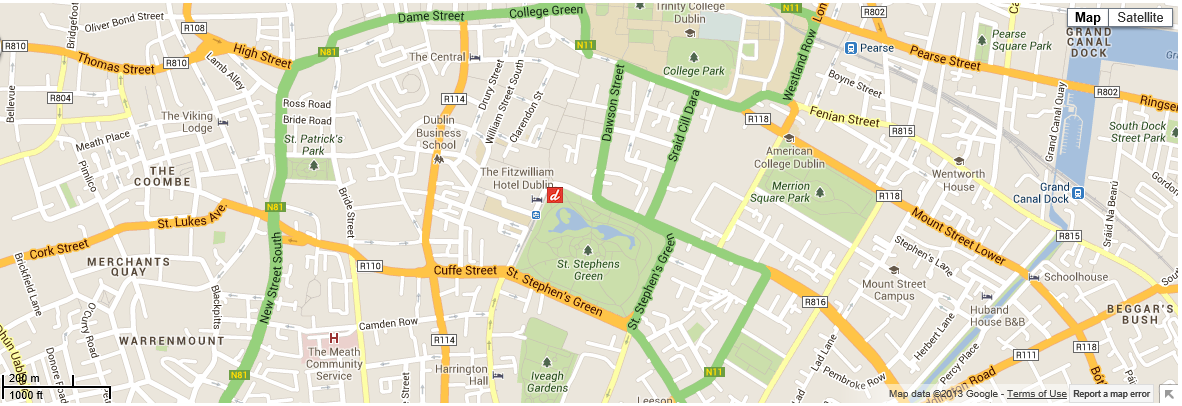 Oliver Bond Street
Bridgefoot
R108
Dame Street
College Green
Trinity College
Dublin
N11
R802
Map
Satellite
R810
Thomas Street
R810
High Street
N81
The Central
N11
College Park
Westland Row
Pearse
Pearse
Square Park
GRAND
CANAL
DOCK
Pearse Street
Lamb Alley
Bellevue
R804
Ross Road
Bride Road
R114
Drury Street
William Street South
Clarendon St.
Dawson Street
Sraid Cill Dara
Boyne Street
R802
Ringsen
Meath Place
The Viking
Lodge
St. Patrick's
Park
Dublin
Business
School
R118
Fenian Street
R815
Grand Canal Quay
South Dock
Street Park
Pimlico
THE
COOMBE
The Fitzwilliam
Hotel Dublin
d
American
College Dublin
Merrion
Square Park
Wentworth
House
Grand
Canal Dock
Gordon
Bride Street
N81
R118
St. Lukes Ave.
Cork Street
Mount Street Lower
R815
Sráid Na Bearú
MERCHANTS
QUAY
New Street South
R110
Cuffe Street
St. Stephens
Green
St. Stephen's Green
St. Stephen's Green
Stephen's Lane
Mount Street
Campus
Schoolhouse
Brickfield Lane
Blackpitts
O'Curry Road
Camden Row
R816
Huband
House B&B
BEGGAR'S
BUSH
WARRENMOUNT
H
The Meath
Community
Service
R114
Harrington
Hall
Iveagh
Gardens
Herbert Lane
Lad Lane
Percy Place
R111
R118
Donore Road
N81
N11
Pembroke Row
200 m
1000 ft
Leeson
Map data ©2013 Google - Terms of Use
Report a map error